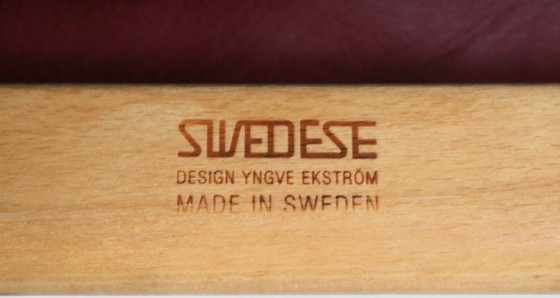 SWEDESE
DESIGN YNGVE EKSTRÖM
MADE IN SWEDEN